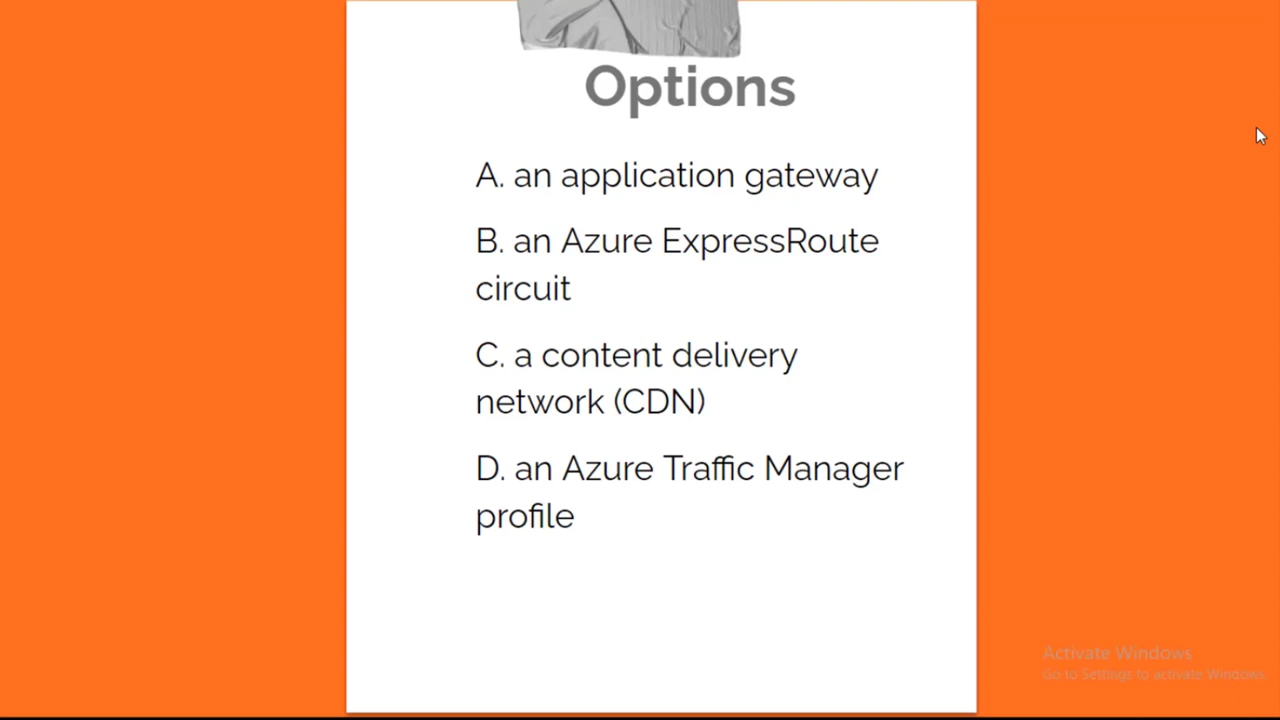 Options
A. an application gateway
B. an Azure ExpressRoute
circuit
C. a content delivery
network (CDN)
D. an Azure Traffic Manager
profile
Activate Windows
Go to Settings to activate Windows.